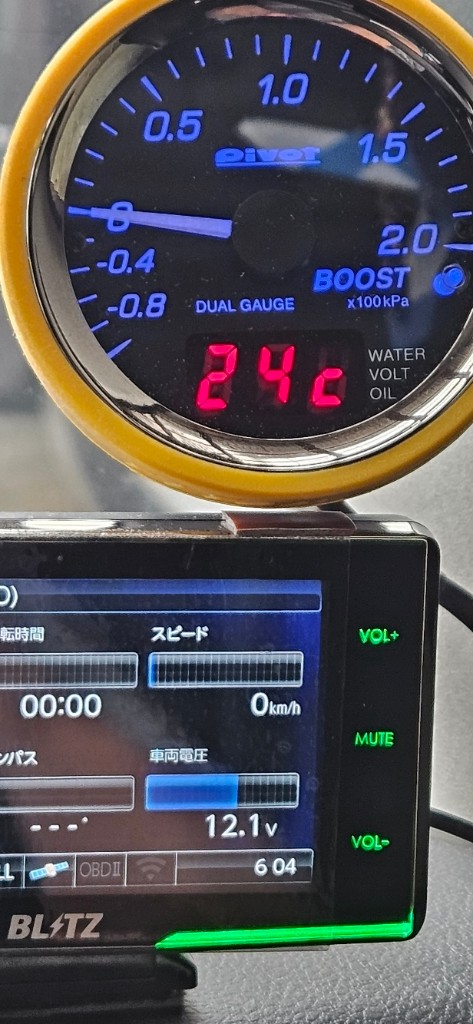 1.0
0.5
PIVOT
1.5
0
2.0
-0.4
BOOST
-0.8
DUAL GAUGE
x100kPa
24c
WATER
VOLT
OIL
転時間
スピード
VOL+
00:00
0km/h
MUTE
パス
車両電圧
---°
12.1v
VOL-
OBDII
6 04
BLITZ